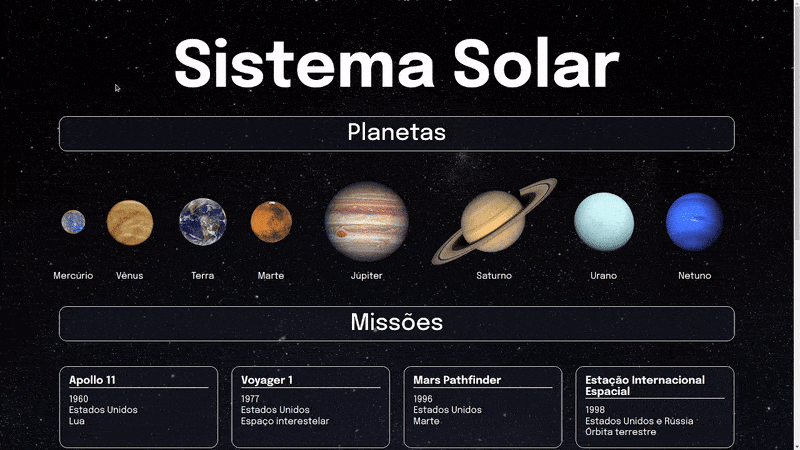 Sistema Solar
Planetas
Mercúrio Vênus Terra Marte Júpiter Saturno Urano Netuno
Missões
Apollo 11
1960
Estados Unidos
Lua
Voyager 1
1977
Estados Unidos
Espaço interestelar
Mars Pathfinder
1996
Estados Unidos
Marte
Estação Internacional
Espacial
1998
Estados Unidos e Rússia
Órbita terrestre